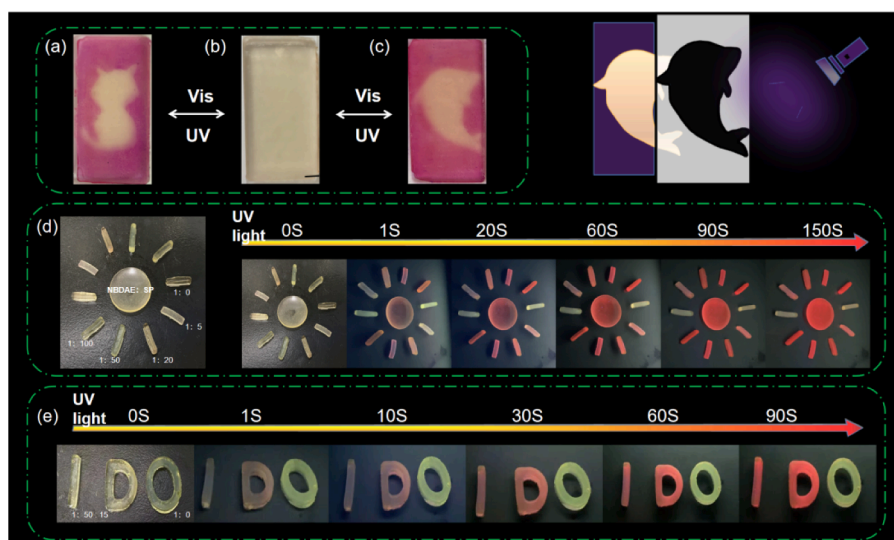 (a)
(b)
(c)
Vis
UV
Vis
UV
(d)
UV
light
0S
1S
20S
60S
90S
150S
NBDAE: SP
1: 0
1: 5
1: 20
1: 50
1: 100
(e)
UV
light
0S
1S
10S
30S
60S
90S
1: 50: 15
1: 0